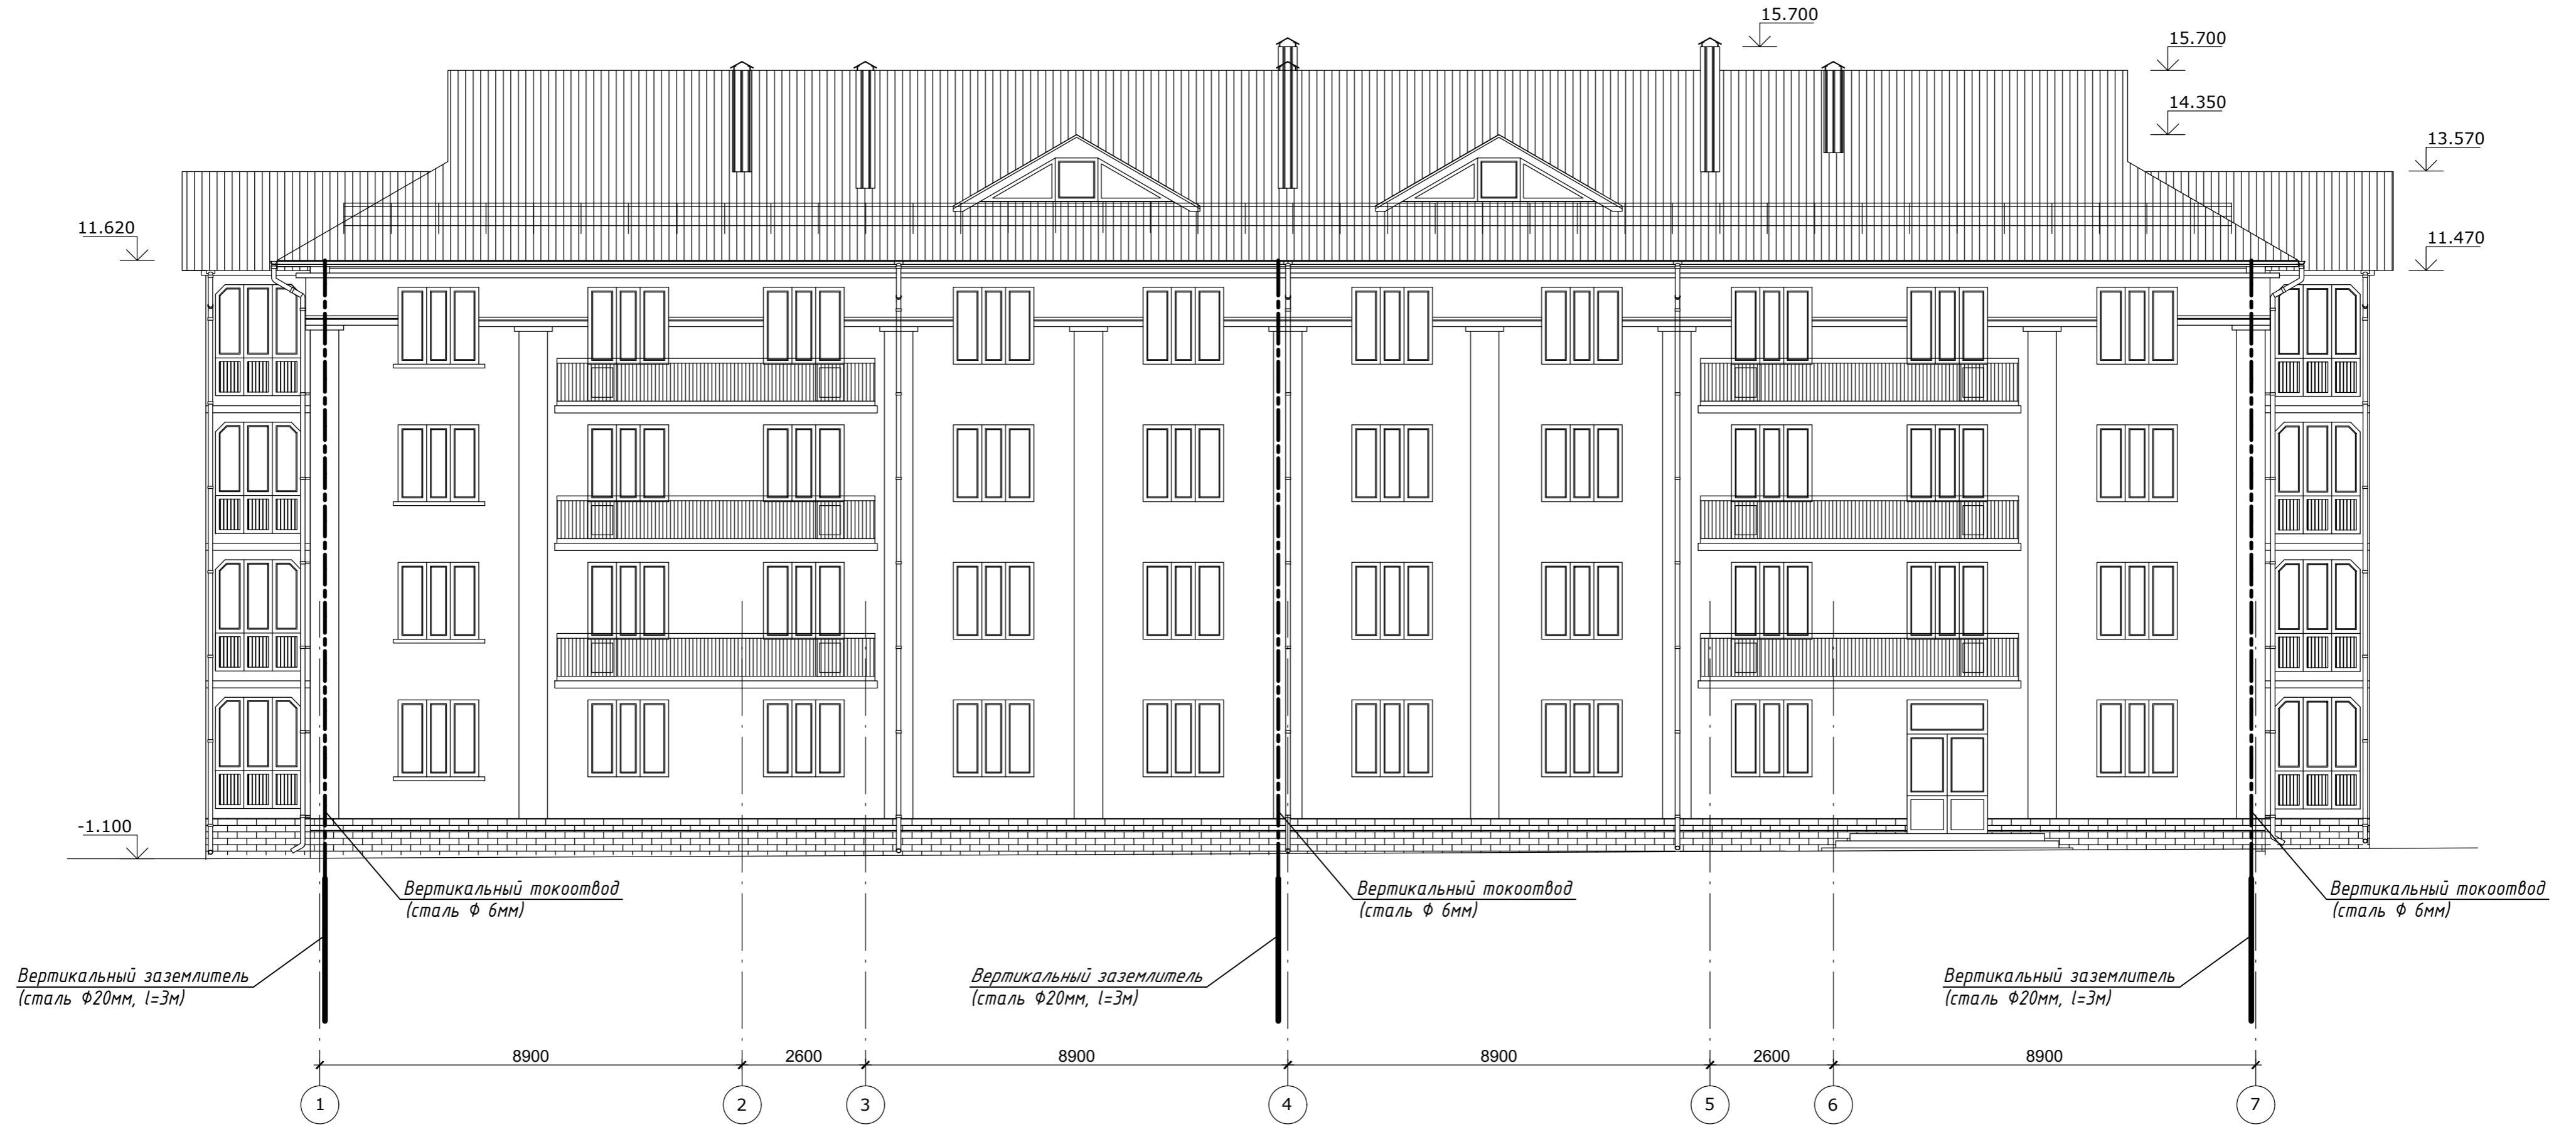 15.700
15.700
14.350
13.570
11.620
11.470
-1.100
Вертикальный токоотвод
(сталь Ф 6мм)
Вертикальный токоотвод
(сталь Ф 6мм)
Вертикальный токоотвод
(сталь Ф 6мм)
Вертикальный заземлитель
(сталь Ф20мм, l=3м)
Вертикальный заземлитель
(сталь Ф20мм, l=3м)
Вертикальный заземлитель
(сталь Ф20мм, l=3м)
8900 2600 8900 8900 2600 8900
1 2 3 4 5 6 7